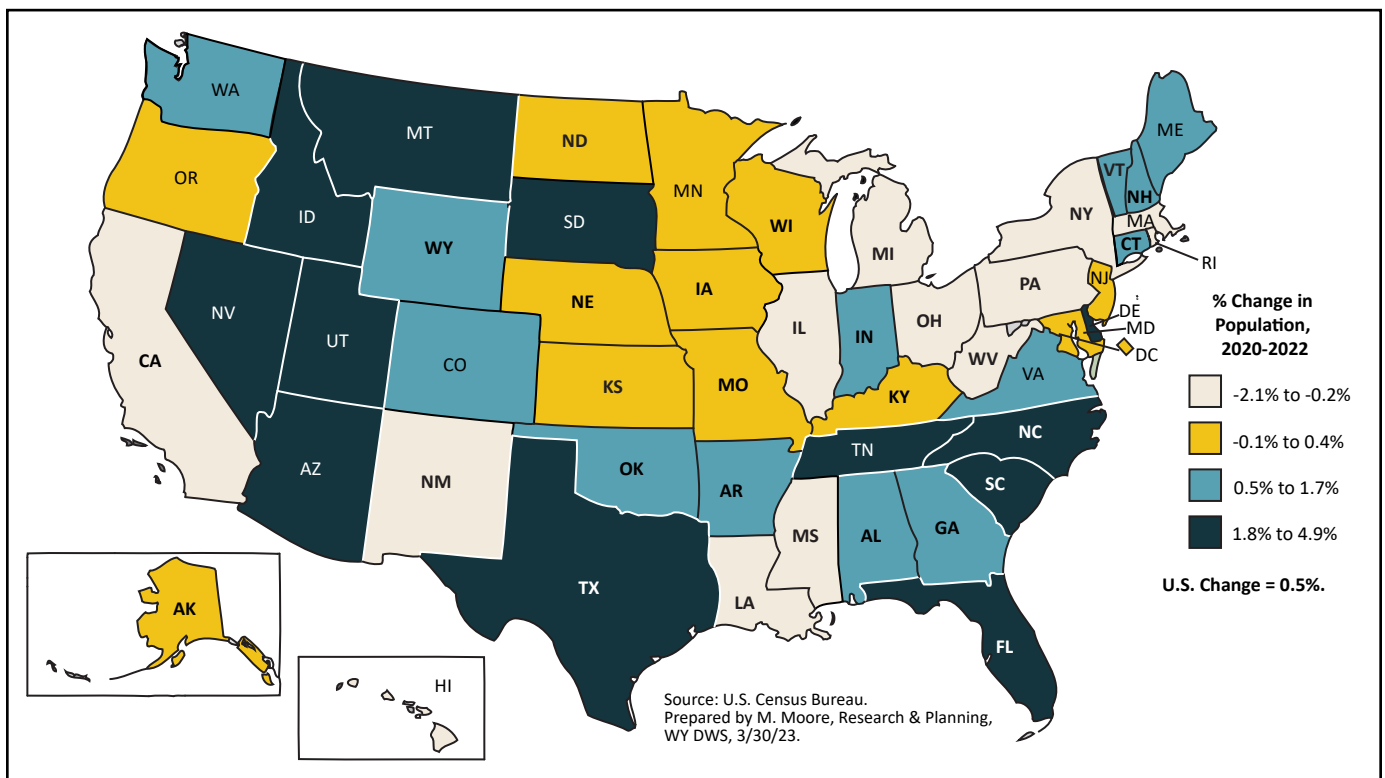 WA
MT
ND
MN
ME
VT
NH
OR
ID
SD
WI
NY
MA
WY
MI
CT
RI
NE
IA
PA
NJ
NV
UT
IL
IN
OH
DE
MD
DC
CA
CO
KS
MO
WV
VA
KY
AZ
NM
OK
AR
TN
NC
SC
MS
AL
GA
TX
LA
FL
AK
HI
% Change in
Population,
2020-2022
-2.1% to -0.2%
-0.1% to 0.4%
0.5% to 1.7%
1.8% to 4.9%
U.S. Change = 0.5%.
Source: U.S. Census Bureau.
Prepared by M. Moore, Research & Planning,
WY DWS, 3/30/23.